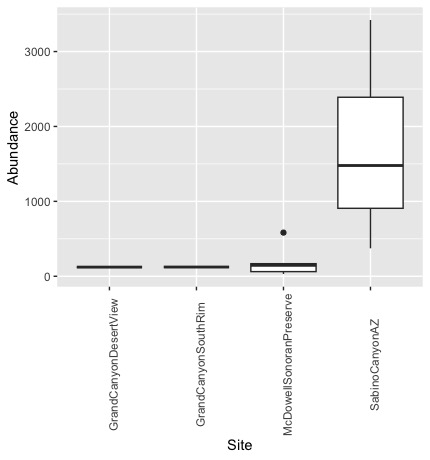 3000
2000
1000
0
Abundance
GrandCanyonDesertView
GrandCanyonSouthRim
McDowellSonoranPreserve
SabinoCanyonAZ
Site